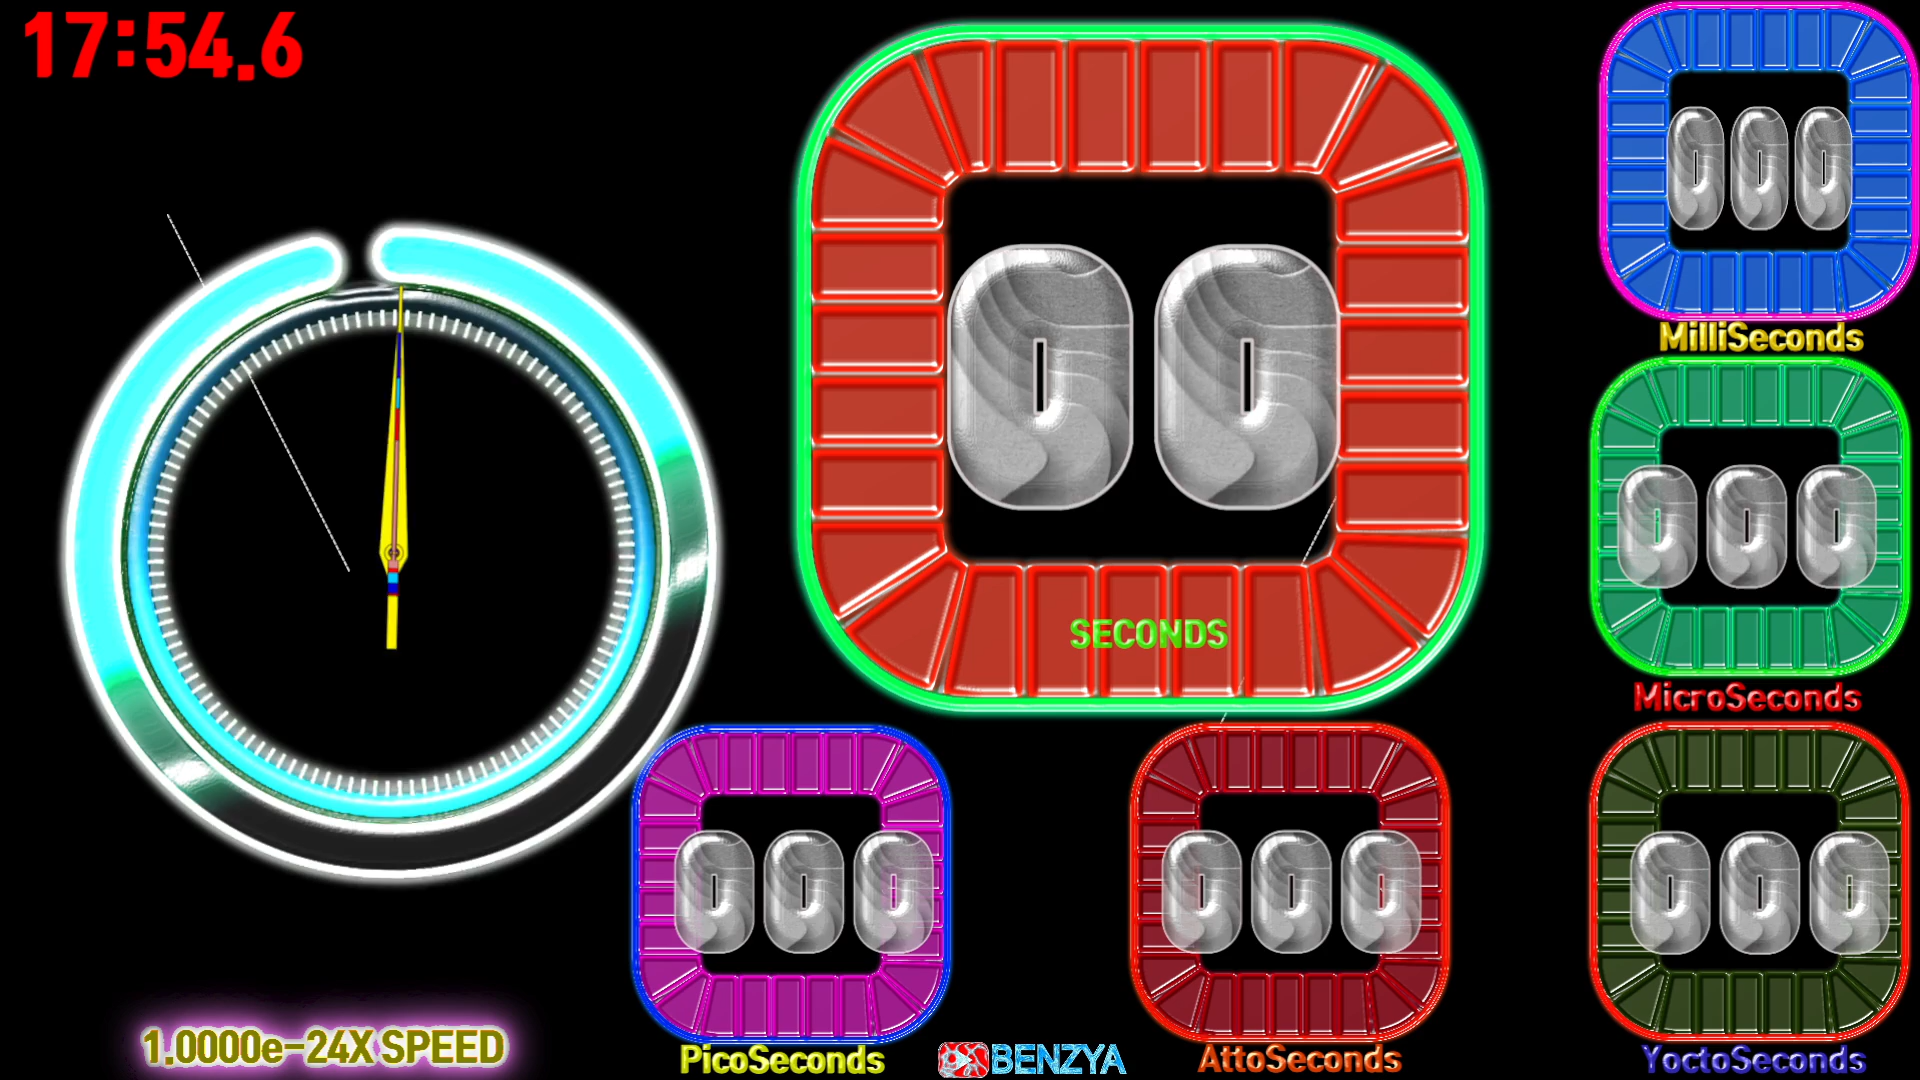 17:54.6
00
SECONDS
000
MilliSeconds
000
MicroSeconds
000
PicoSeconds
000
AttoSeconds
000
YoctoSeconds
1.0000e-24X SPEED
BENZYA